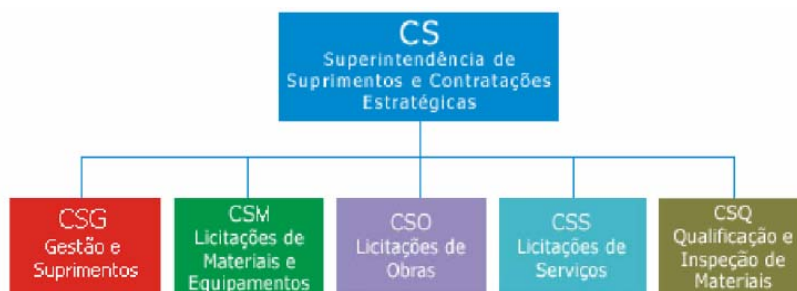 CS
Superintendência de
Suprimentos e Contratações
Estratégicas
CSG
Gestão e
Suprimentos
CSM
Licitações de
Materiais e
Equipamentos
CSO
Licitações de
Obras
CSS
Licitações de
Serviços
CSQ
Qualificação e
Inspeção de
Materiais